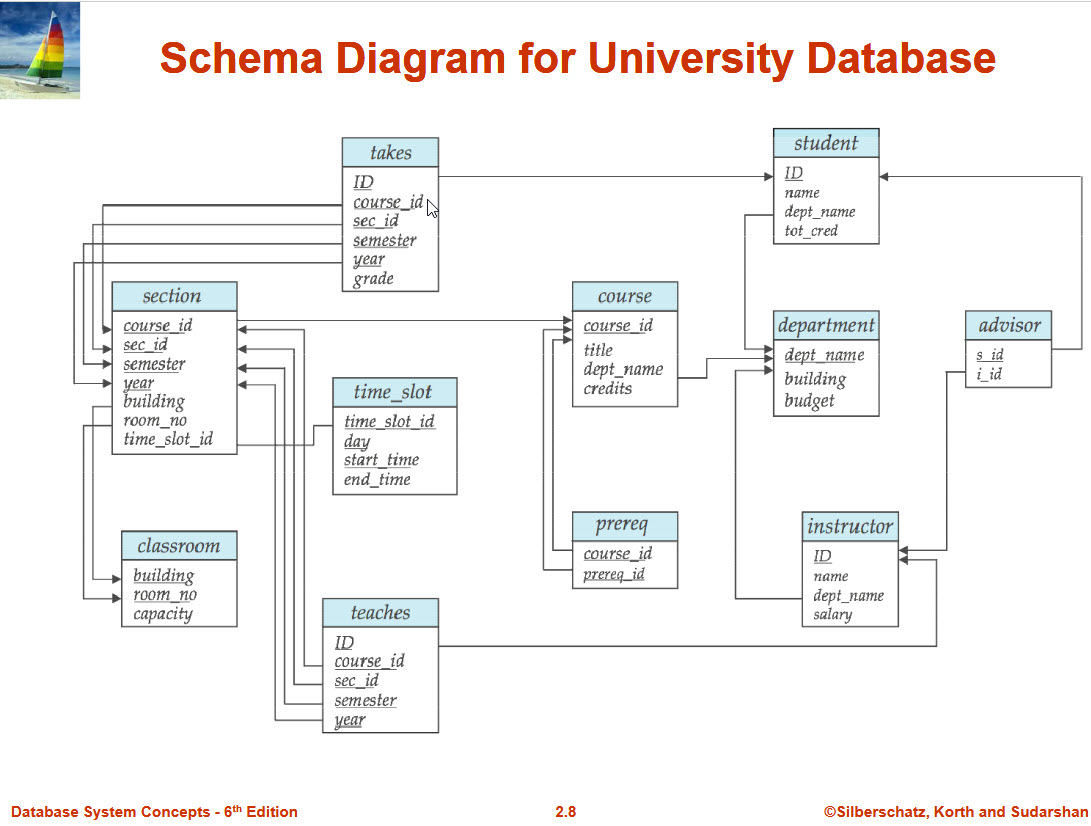 Schema Diagram for University Database
takes
ID
course_id
sec_id
semester
year
grade
student
ID
name
dept_name
tot_cred
section
course_id
sec_id
semester
year
building
room_no
time_slot_id
course
course_id
title
dept_name
credits
department
dept_name
building
budget
advisor
s_id
i_id
time_slot
time_slot_id
day
start_time
end_time
prereq
course_id
prereq_id
instructor
ID
name
dept_name
salary
classroom
building
room_no
capacity
teaches
ID
course_id
sec_id
semester
year
Database System Concepts - 6th Edition
2.8
©Silberschatz, Korth and Sudarshan